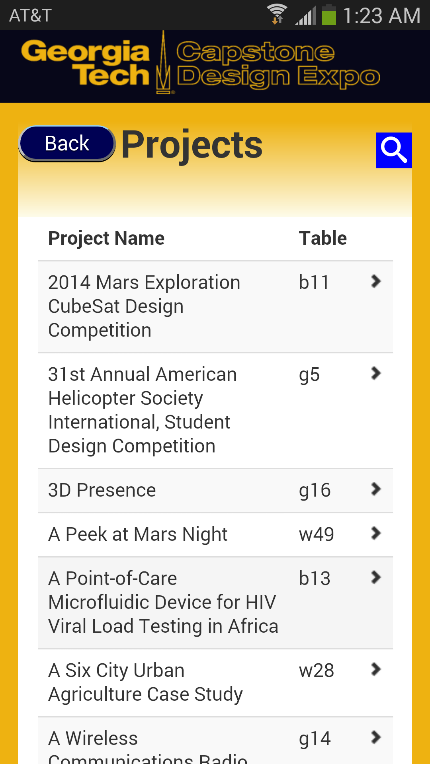 AT&T 1:23 AM
Georgia Tech Capstone Design Expo
Back Projects
Project Name Table
2014 Mars Exploration b11
CubeSat Design
Competition
31st Annual American g5
Helicopter Society
International, Student
Design Competition
3D Presence g16
A Peek at Mars Night w49
A Point-of-Care b13
Microfluidic Device for HIV
Viral Load Testing in Africa
A Six City Urban w28
Agriculture Case Study
A Wireless g14
Communications Radio